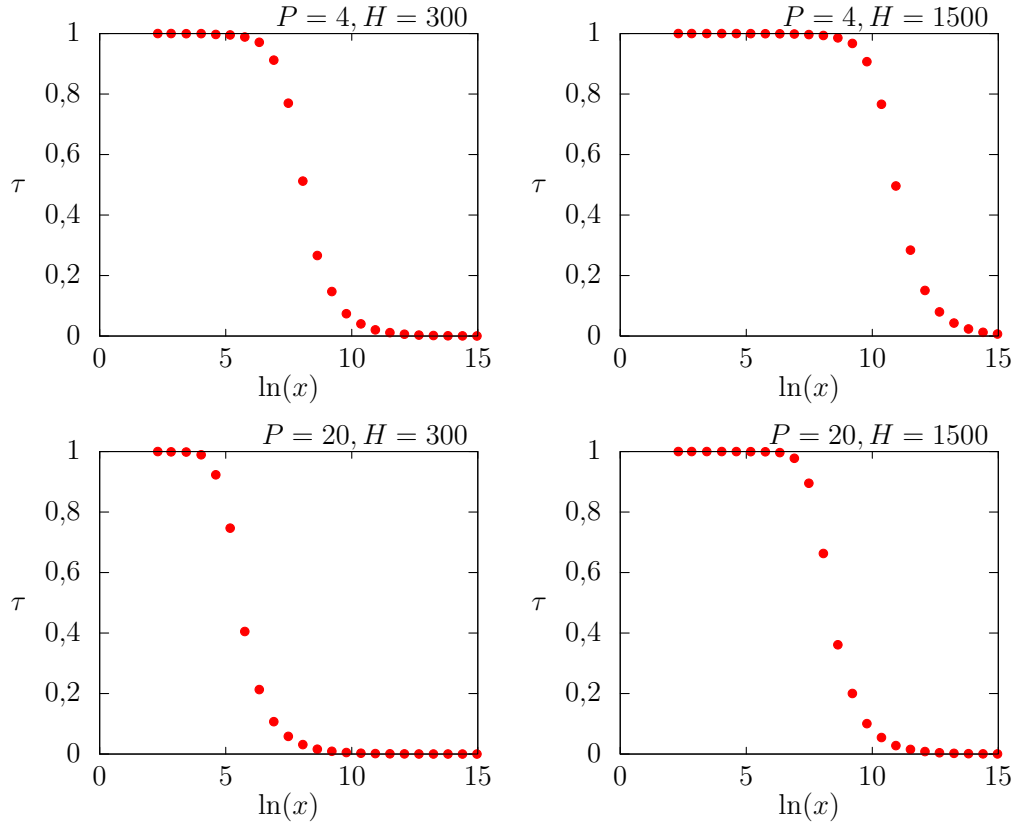 P = 4, H = 300
1
0,8
0,6
τ
0,4
0,2
0
0 5 10 15
ln(x)
P = 4, H = 1500
1
0,8
0,6
τ
0,4
0,2
0
0 5 10 15
ln(x)
P = 20, H = 300
1
0,8
0,6
τ
0,4
0,2
0
0 5 10 15
ln(x)
P = 20, H = 1500
1
0,8
0,6
τ
0,4
0,2
0
0 5 10 15
ln(x)